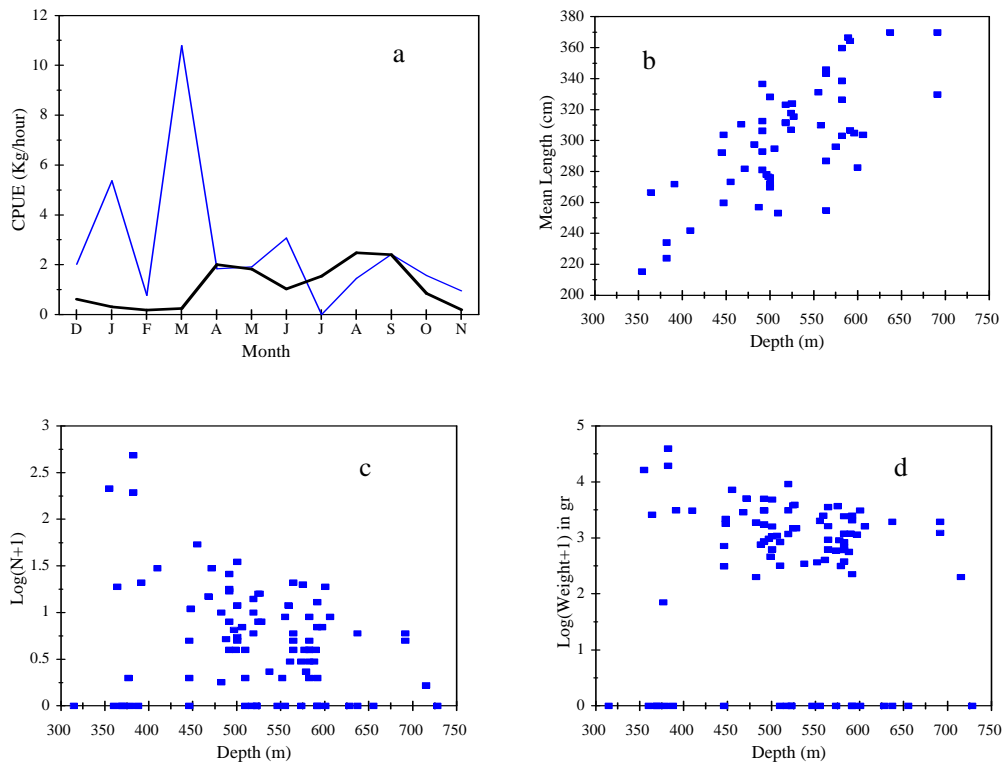 a
CPUE (Kg/hour)
12
10
8
6
4
2
0
D J F M A M J J A S O N
Month
b
Mean Length (cm)
380
360
340
320
300
280
260
240
220
200
300 350 400 450 500 550 600 650 700 750
Depth (m)
c
Log(N+1)
3
2.5
2
1.5
1
0.5
0
300 350 400 450 500 550 600 650 700 750
Depth (m)
d
Log(Weight+1) in gr
5
4
3
2
1
0
300 350 400 450 500 550 600 650 700 750
Depth (m)